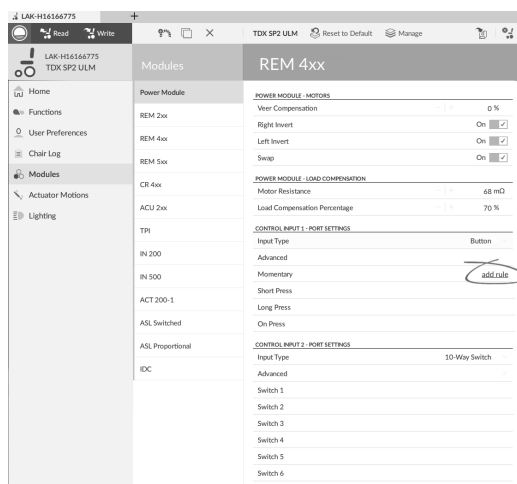 LAK-H16166775 +
Read Write TDX SP2 ULM Reset to Default Manage
LAK-H16166775
TDX SP2 ULM
Home
Functions
User Preferences
Chair Log
Modules
Actuator Motions
Lighting
Modules
Power Module
REM 2xx
REM 4xx
REM 5xx
CR 4xx
ACU 2xx
TPI
IN 200
IN 500
ACT 200-1
ASL Switched
ASL Proportional
IDC
REM 4xx
POWER MODULE - MOTORS
Veer Compensation - + 0 %
Right Invert On
Left Invert On
Swap On
POWER MODULE - LOAD COMPENSATION
Motor Resistance - + 68 mΩ
Load Compensation Percentage - + 70 %
CONTROL INPUT 1 - PORT SETTINGS
Input Type Button
Advanced
Momentary add rule
Short Press
Long Press
On Press
CONTROL INPUT 2 - PORT SETTINGS
Input Type 10-Way Switch
Advanced
Switch 1
Switch 2
Switch 3
Switch 4
Switch 5
Switch 6